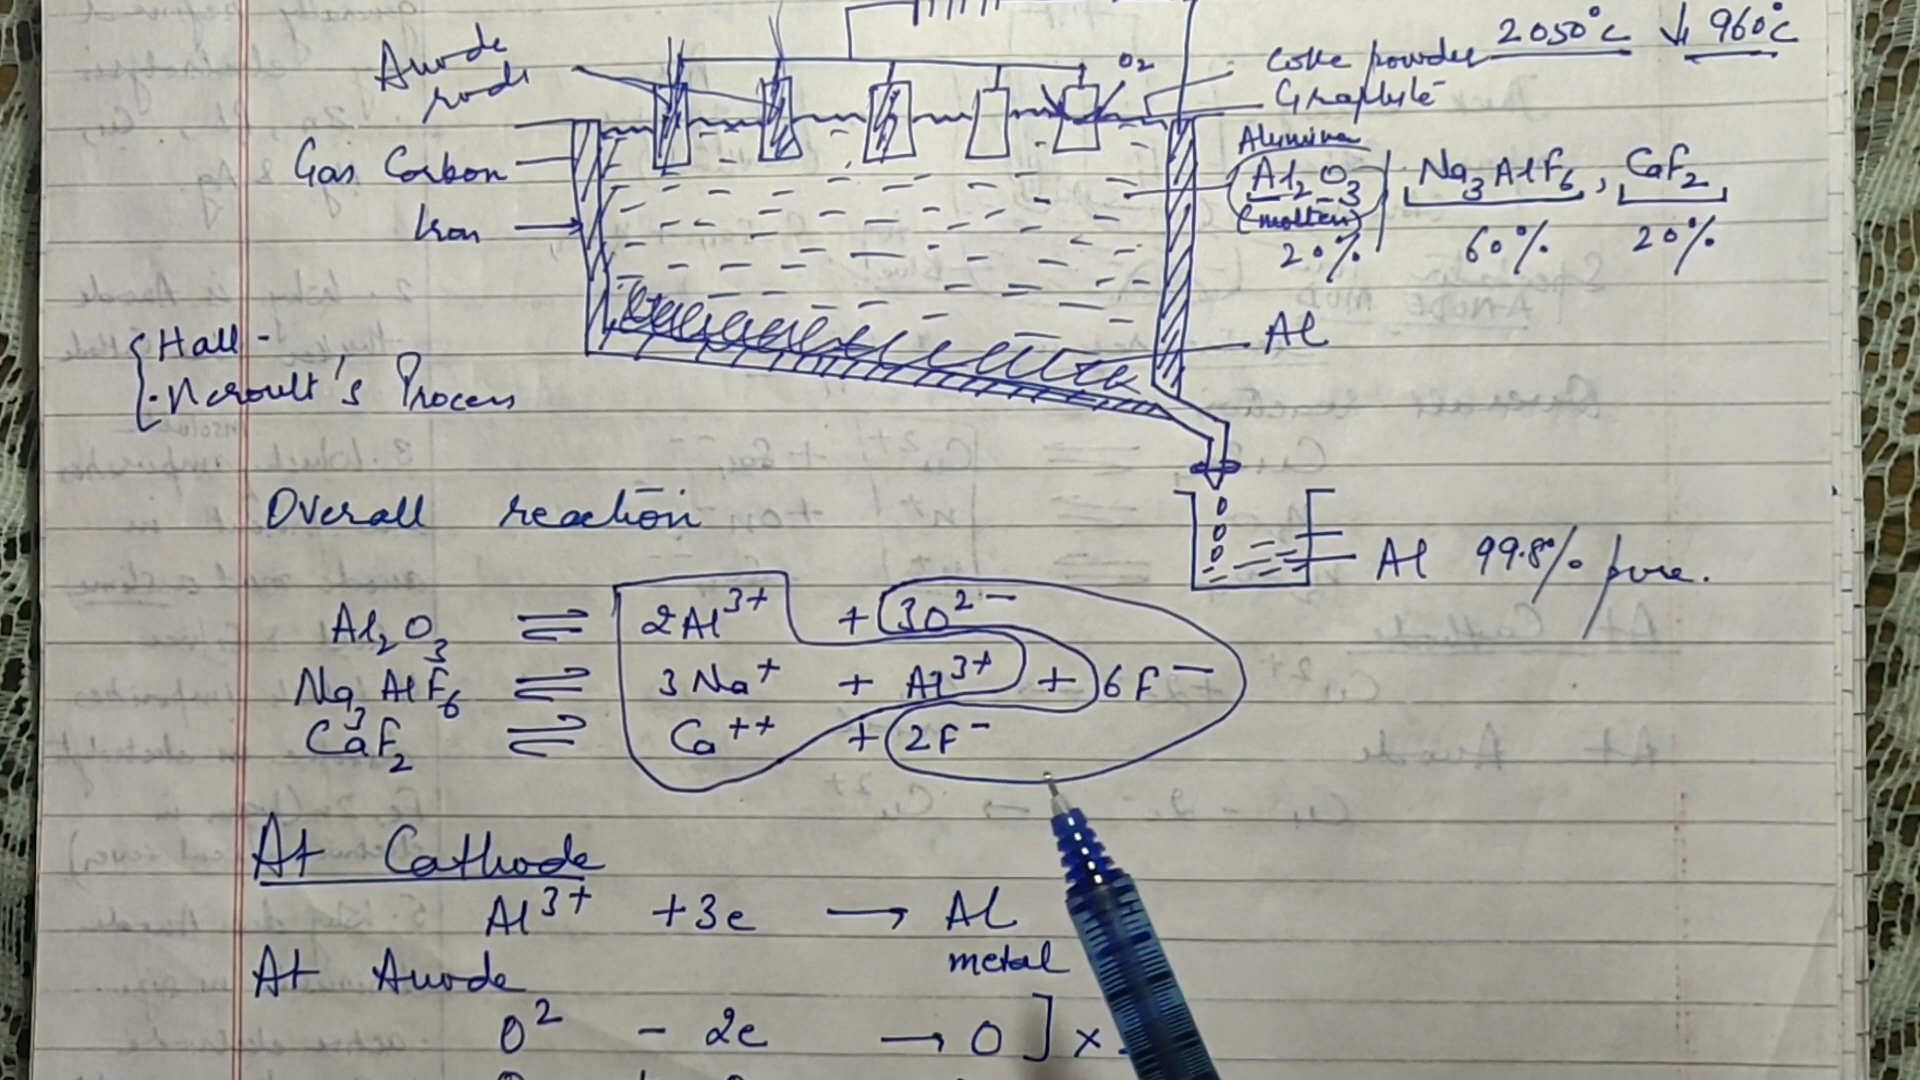 2050°C ↓ 960°C
Anode rods
O2
Coke powder
Graphite
Gas Carbon
Iron
Alumina
Al2O3 (molten) 20%
Na3AlF6, 60%
CaF2 20%
Al
Hall -
Neroult's Process
Overall reaction
Al 99.8% pure.
Al2O3 ⇌ 2Al3+ + 3O2-
Na3AlF6 ⇌ 3Na+ + Al3+ + 6F-
CaF2 ⇌ Ca++ + 2F-
At Cathode
Al3+ +3e → Al
metal
At Anode
O2 - 2e → O ] ×